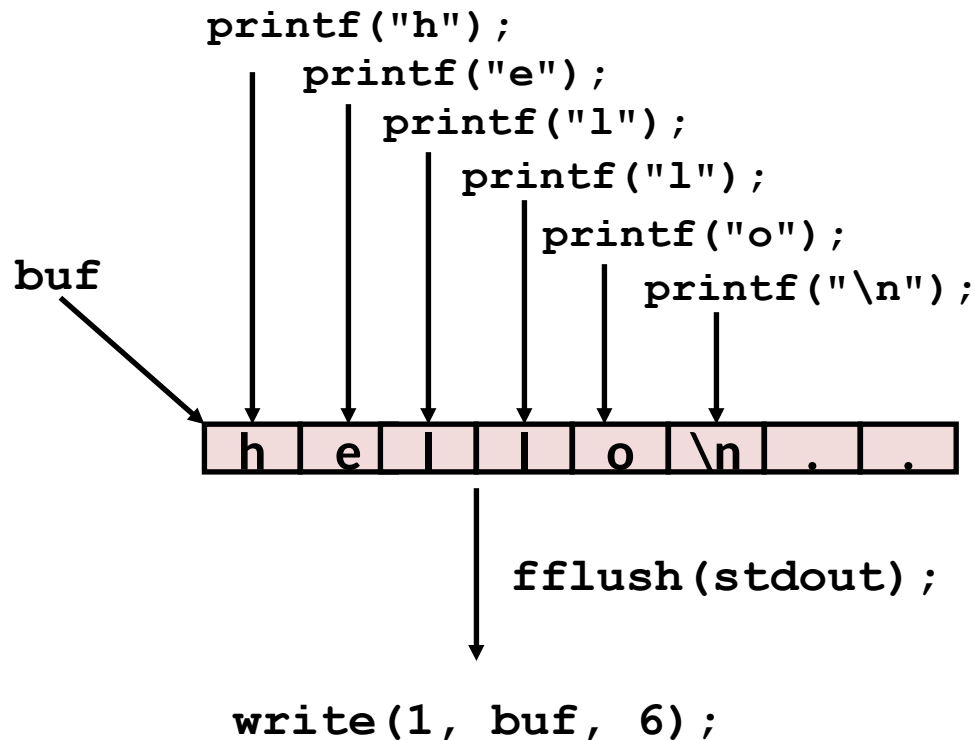 printf("h");
printf("e");
printf("l");
printf("l");
printf("o");
printf("\n");
buf
h e l l o \n . .
fflush(stdout);
write(1, buf, 6);